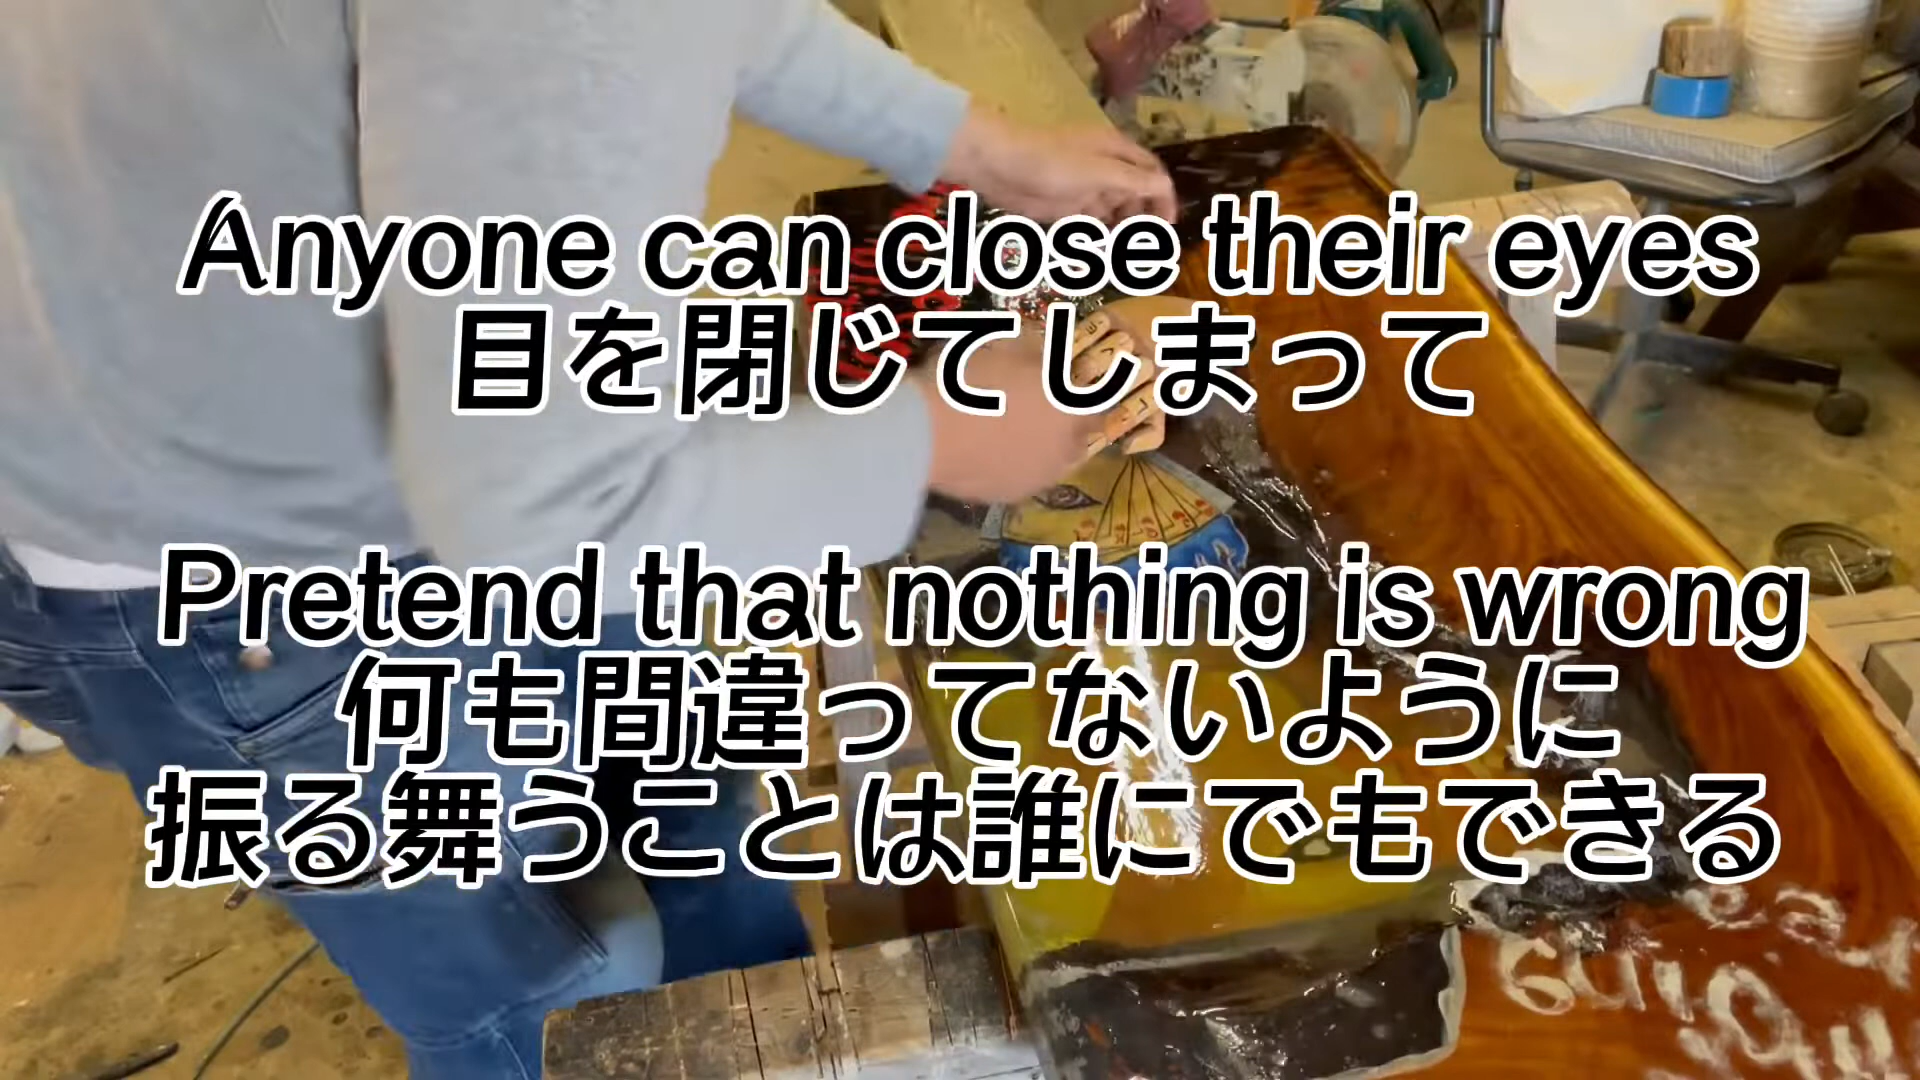 Anyone can close their eyes
目を閉じてしまって
Pretend that nothing is wrong
何も間違ってないように
振る舞うことは誰にでもできる